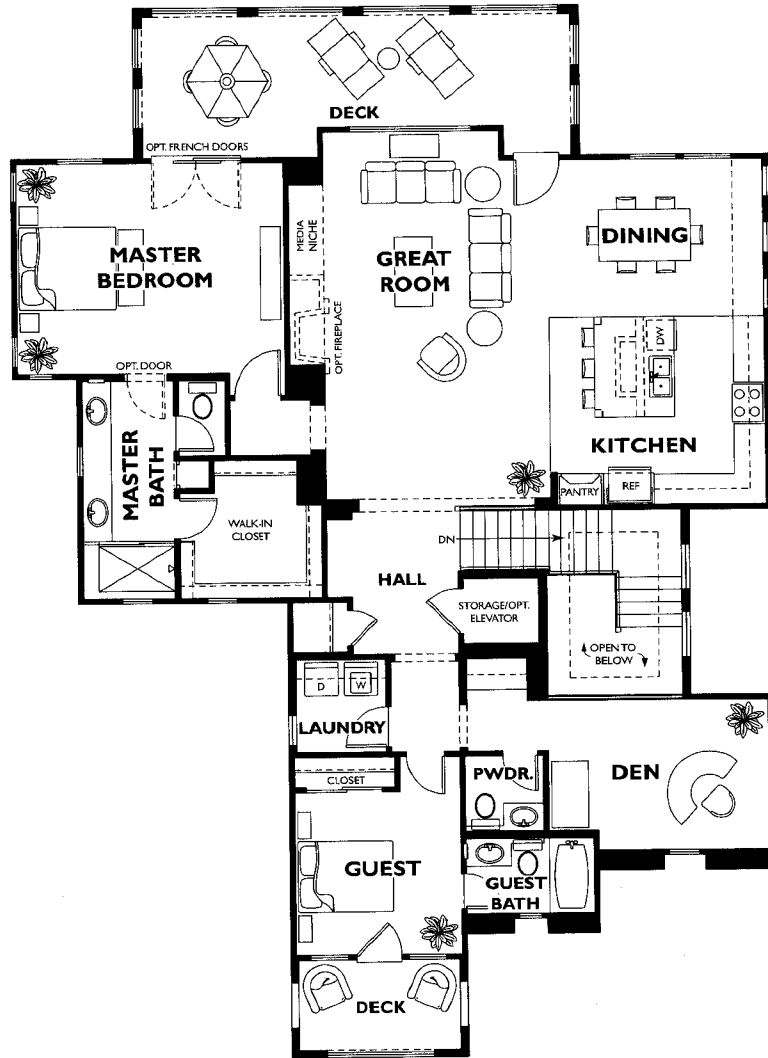 DECK
OPT. FRENCH DOORS
MASTER
BEDROOM
MEDIA
NICHE
GREAT
ROOM
DINING
OPT. FIREPLACE
DW
OPT. DOOR
KITCHEN
MASTER
BATH
PANTRY
REF
WALK-IN
CLOSET
DN
HALL
STORAGE/OPT.
ELEVATOR
OPEN TO
BELOW
D
W
LAUNDRY
CLOSET
PWDR.
DEN
GUEST
GUEST
BATH
DECK